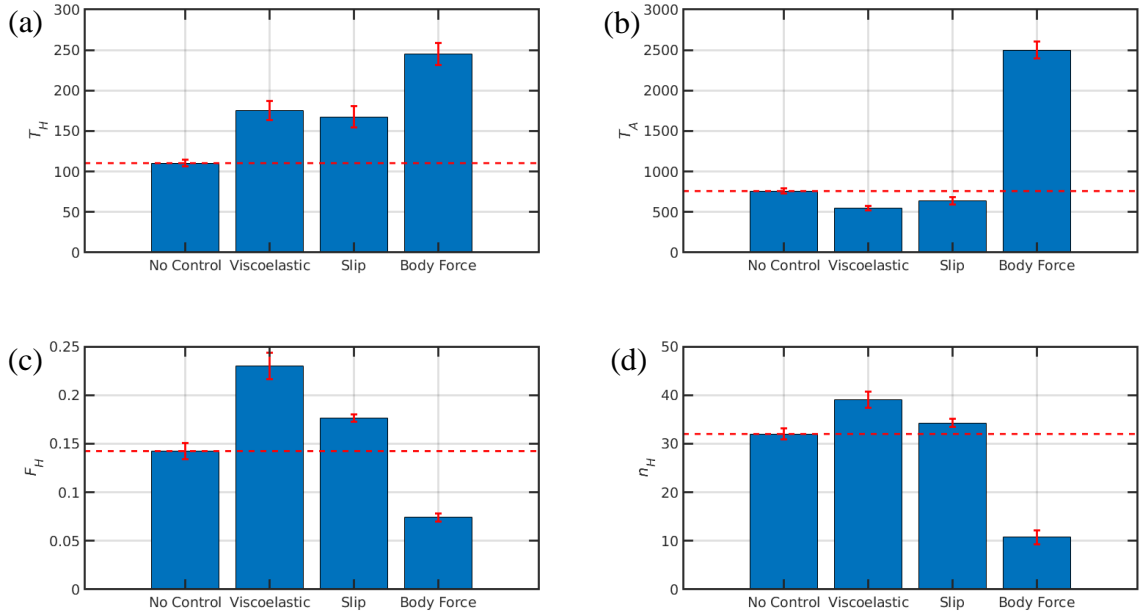 (a)
300
250
200
150
100
50
0
T_H
No Control Viscoelastic Slip Body Force
(b)
3000
2500
2000
1500
1000
500
0
T_A
No Control Viscoelastic Slip Body Force
(c)
0.25
0.2
0.15
0.1
0.05
0
F_H
No Control Viscoelastic Slip Body Force
(d)
50
40
30
20
10
0
n_H
No Control Viscoelastic Slip Body Force